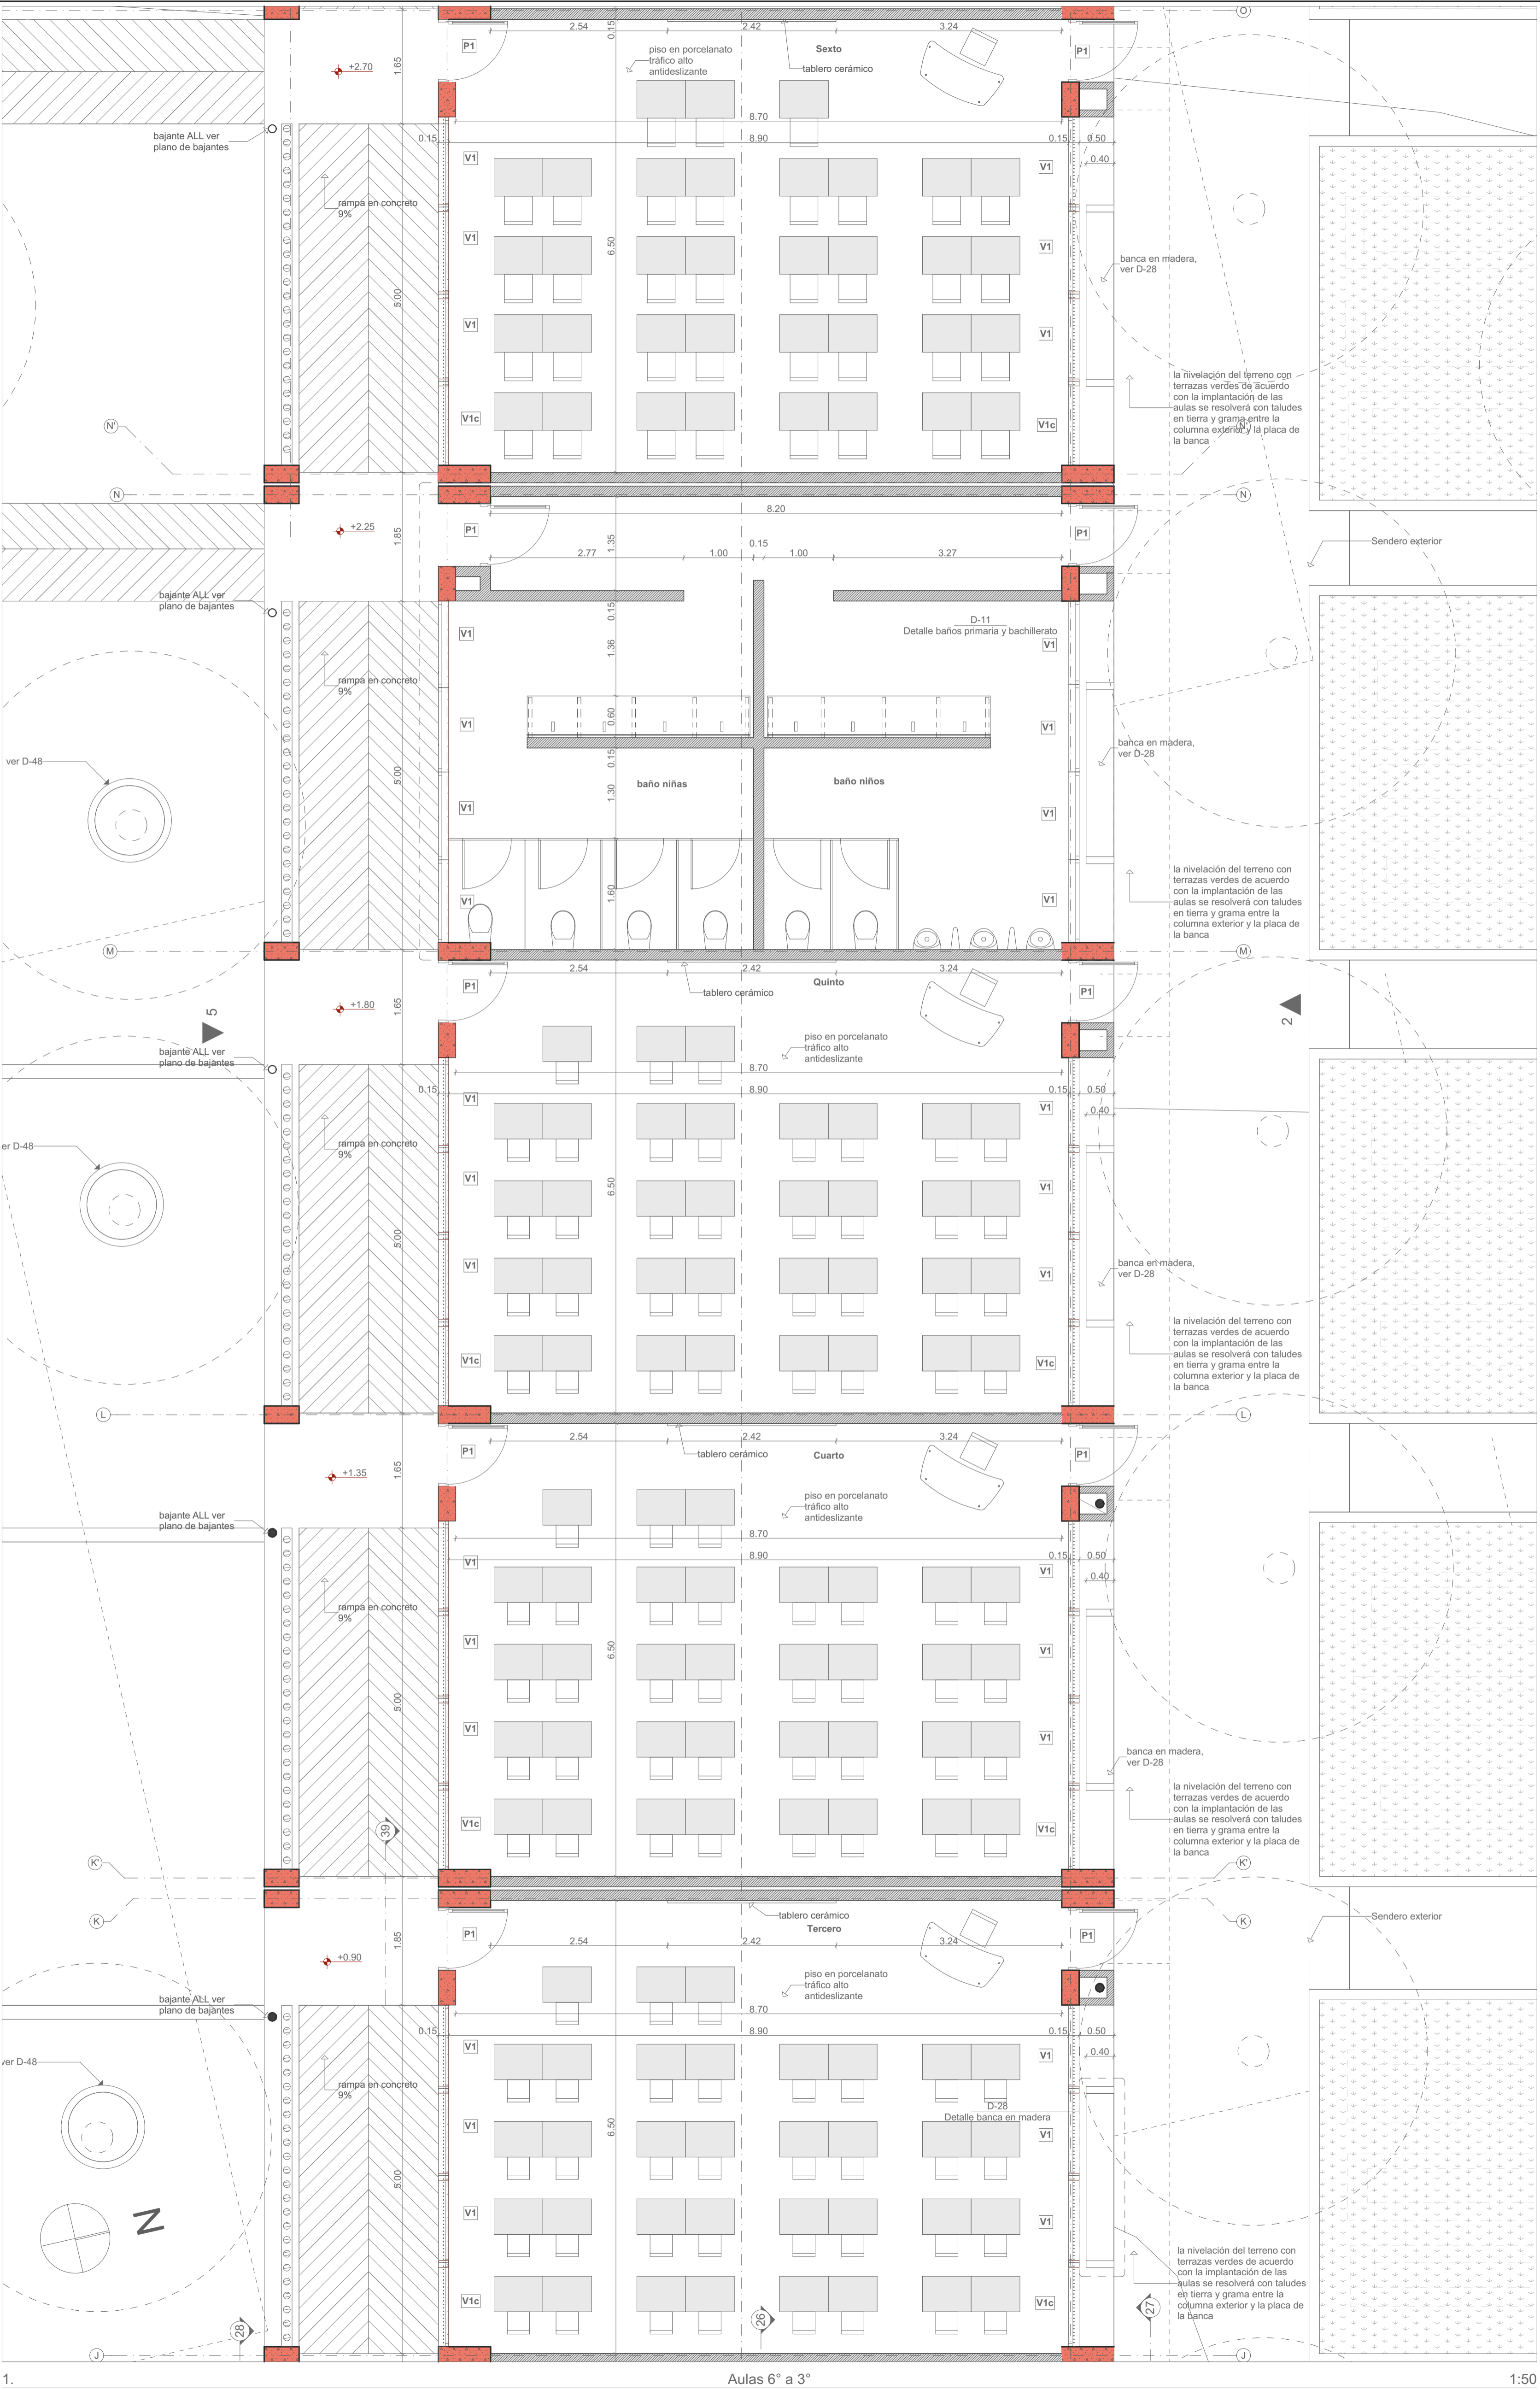 O
2.54
0.15
2.42
3.24
P1
Sexto
P1
piso en porcelanato
tráfico alto
antideslizante
tablero cerámico
+2.70
1.65
8.70
bajante ALL ver
plano de bajantes
0.15
8.90
0.15
0.50
0.40
V1
V1
rampa en concreto
9%
V1
V1
6.50
banca en madera,
ver D-28
5.00
V1
V1
la nivelación del terreno con
terrazas verdes de acuerdo
con la implantación de las
aulas se resolverá con taludes
en tierra y grama entre la
columna exterior y la placa de
la banca
V1c
V1c
N'
N'
N
N
8.20
+2.25
P1
P1
1.85
1.35
Sendero exterior
2.77
1.00
0.15
1.00
3.27
bajante ALL ver
plano de bajantes
0.15
D-11
Detalle baños primaria y bachillerato
V1
V1
1.36
rampa en concreto
9%
0.60
V1
V1
banca en madera,
ver D-28
ver D-48
0.15
5.00
baño niñas
baño niños
1.30
V1
V1
la nivelación del terreno con
terrazas verdes de acuerdo
con la implantación de las
aulas se resolverá con taludes
en tierra y grama entre la
columna exterior y la placa de
la banca
1.60
V1
V1
M
M
2.54
2.42
3.24
P1
Quinto
P1
tablero cerámico
+1.80
1.65
5
2
piso en porcelanato
tráfico alto
antideslizante
bajante ALL ver
plano de bajantes
8.70
0.15
8.90
0.15
0.50
0.40
V1
V1
er D-48
rampa en concreto
9%
V1
V1
6.50
5.00
banca en madera,
ver D-28
V1
V1
la nivelación del terreno con
terrazas verdes de acuerdo
con la implantación de las
aulas se resolverá con taludes
en tierra y grama entre la
columna exterior y la placa de
la banca
V1c
V1c
L
L
2.54
2.42
3.24
P1
tablero cerámico
Cuarto
P1
+1.35
1.65
piso en porcelanato
tráfico alto
antideslizante
bajante ALL ver
plano de bajantes
8.70
8.90
0.15
0.50
0.40
V1
V1
rampa en concreto
9%
V1
V1
6.50
5.00
V1
V1
banca en madera,
ver D-28
la nivelación del terreno con
terrazas verdes de acuerdo
con la implantación de las
aulas se resolverá con taludes
en tierra y grama entre la
columna exterior y la placa de
la banca
39
V1c
V1c
K'
K'
K
K
tablero cerámico
Tercero
Sendero exterior
P1
P1
2.54
2.42
3.24
+0.90
1.85
piso en porcelanato
tráfico alto
antideslizante
bajante ALL ver
plano de bajantes
8.70
0.15
8.90
0.15
0.50
0.40
V1
V1
ver D-48
rampa en concreto
9%
D-28
Detalle banca en madera
V1
V1
6.50
5.00
N
V1
V1
la nivelación del terreno con
terrazas verdes de acuerdo
con la implantación de las
aulas se resolverá con taludes
en tierra y grama entre la
columna exterior y la placa de
la banca
V1c
V1c
28
26
27
J
J
1.
Aulas 6° a 3°
1:50